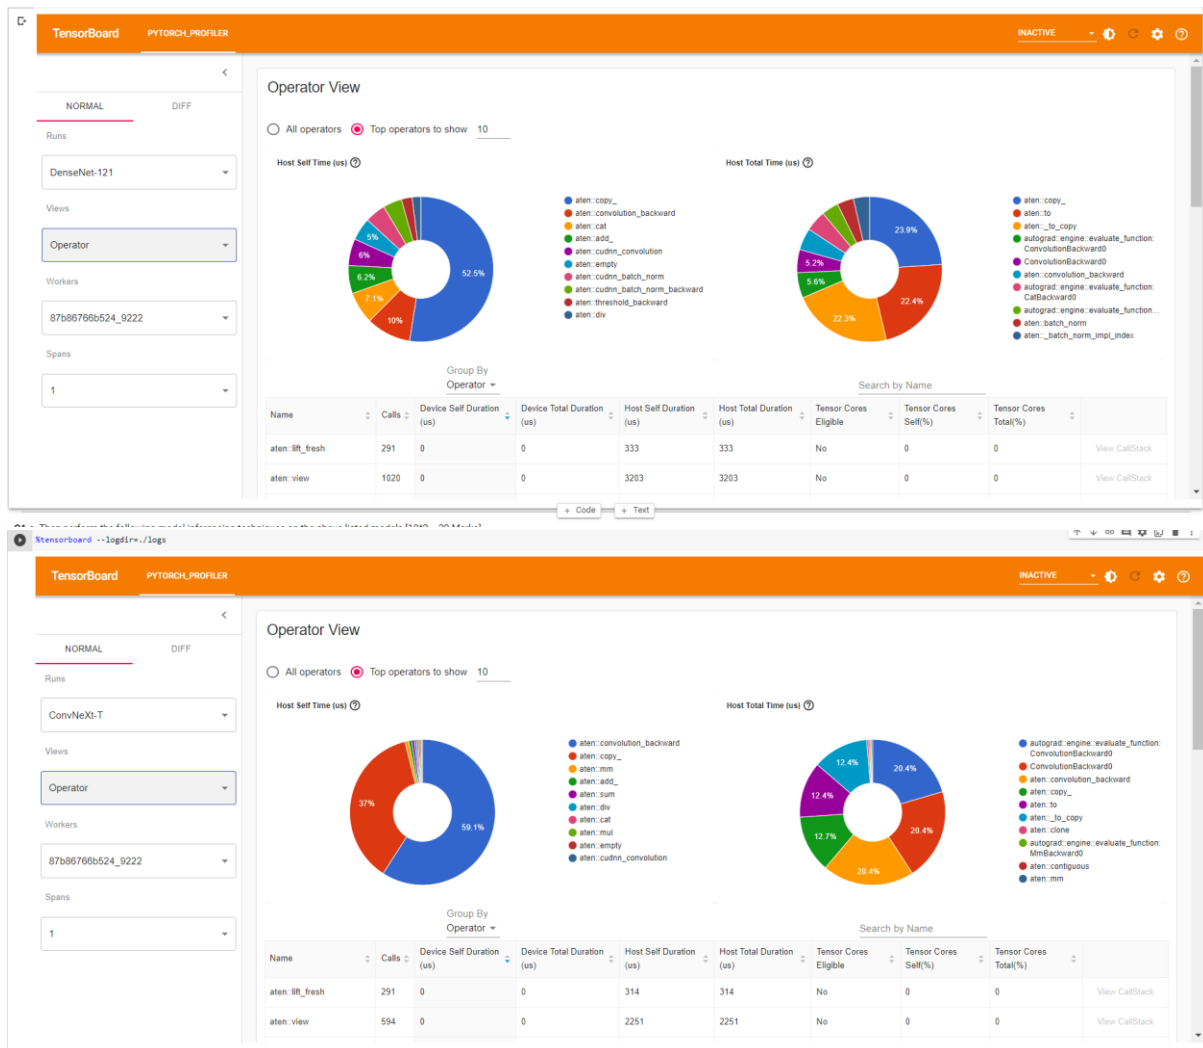 TensorBoard PYTORCH_PROFILER INACTIVE
NORMAL DIFF
Runs
DenseNet-121
Views
Operator
Workers
87b86766b524_9222
Spans
1
Operator View
All operators Top operators to show 10
Host Self Time (us)
52.5%
10%
7.1%
6.2%
6%
5%
aten::copy_
aten::convolution_backward
aten::cat
aten::add_
aten::cudnn_convolution
aten::empty
aten::cudnn_batch_norm
aten::cudnn_batch_norm_backward
aten::threshold_backward
aten::div
Host Total Time (us)
23.9%
22.4%
22.3%
5.6%
5.2%
aten::copy_
aten::to
aten::_to_copy
autograd::engine::evaluate_function:
ConvolutionBackward0
ConvolutionBackward0
aten::convolution_backward
autograd::engine::evaluate_function:
CatBackward0
autograd::engine::evaluate_function...
aten::batch_norm
aten::_batch_norm_impl_index
Group By
Operator
Search by Name
Name Calls Device Self Duration (us) Device Total Duration (us) Host Self Duration (us) Host Total Duration (us) Tensor Cores Eligible Tensor Cores Self(%) Tensor Cores Total(%)
aten::lift_fresh 291 0 0 333 333 No 0 0 View CallStack
aten::view 1020 0 0 3203 3203 No 0 0 View CallStack
+ Code + Text
%tensorboard --logdir=./logs
TensorBoard PYTORCH_PROFILER INACTIVE
NORMAL DIFF
Runs
ConvNeXt-T
Views
Operator
Workers
87b86766b524_9222
Spans
1
Operator View
All operators Top operators to show 10
Host Self Time (us)
59.1%
37%
aten::convolution_backward
aten::copy_
aten::mm
aten::add_
aten::sum
aten::div
aten::cat
aten::mul
aten::empty
aten::cudnn_convolution
Host Total Time (us)
20.4%
20.4%
20.4%
12.7%
12.4%
12.4%
autograd::engine::evaluate_function:
ConvolutionBackward0
ConvolutionBackward0
aten::convolution_backward
aten::copy_
aten::to
aten::_to_copy
aten::clone
autograd::engine::evaluate_function:
MmBackward0
aten::contiguous
aten::mm
Group By
Operator
Search by Name
Name Calls Device Self Duration (us) Device Total Duration (us) Host Self Duration (us) Host Total Duration (us) Tensor Cores Eligible Tensor Cores Self(%) Tensor Cores Total(%)
aten::lift_fresh 291 0 0 314 314 No 0 0 View CallStack
aten::view 594 0 0 2251 2251 No 0 0 View CallStack